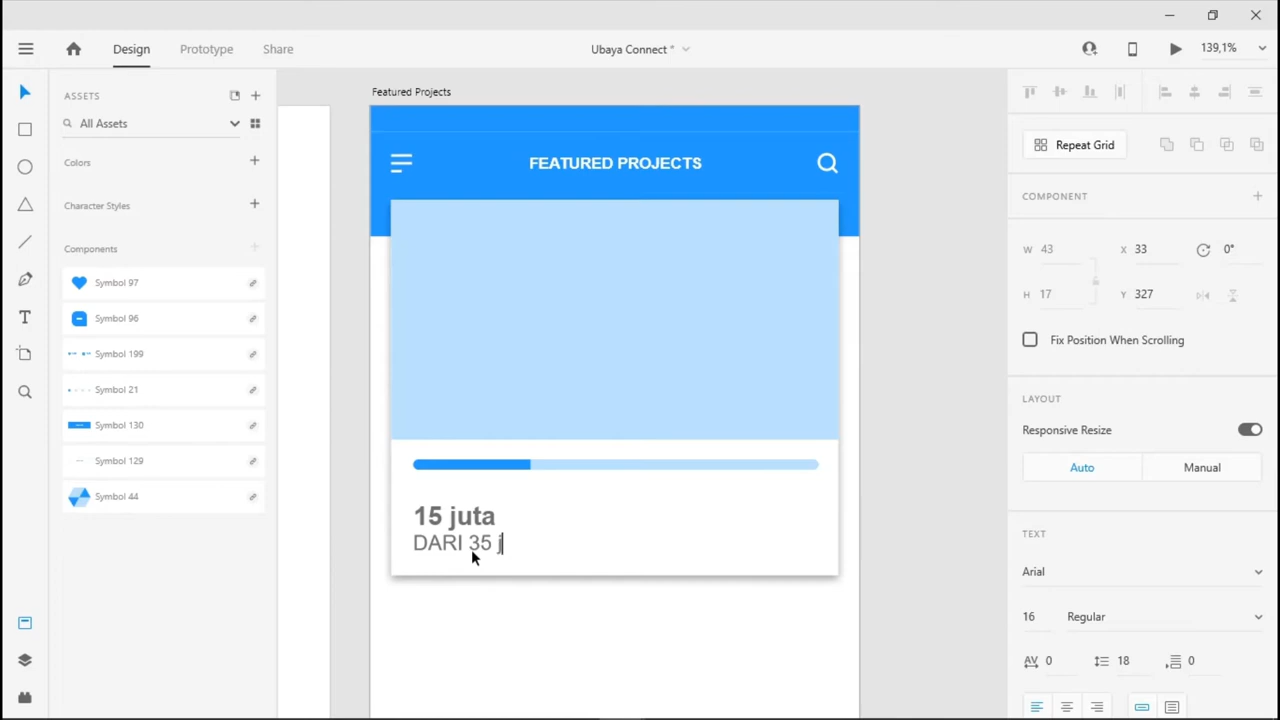 Design
Prototype
Share
Ubaya Connect *
139,1%
ASSETS
All Assets
Colors
Character Styles
Components
Symbol 97
Symbol 96
Symbol 199
Symbol 21
Symbol 130
Symbol 129
Symbol 44
Featured Projects
FEATURED PROJECTS
15 juta
DARI 35 j
Repeat Grid
COMPONENT
W 43 X 33 0°
H 17 Y 327
Fix Position When Scrolling
LAYOUT
Responsive Resize
Auto Manual
TEXT
Arial
16 Regular
AV 0 18 0